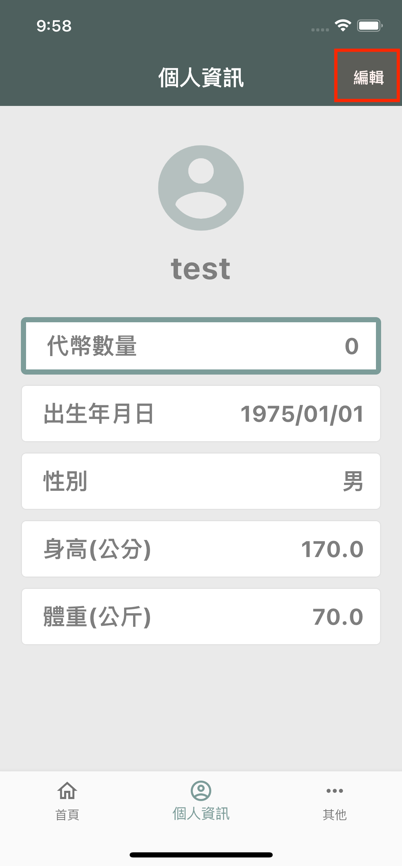 9:58
個人資訊
編輯
test
代幣數量 0
出生年月日 1975/01/01
性別 男
身高(公分) 170.0
體重(公斤) 70.0
首頁 個人資訊 其他